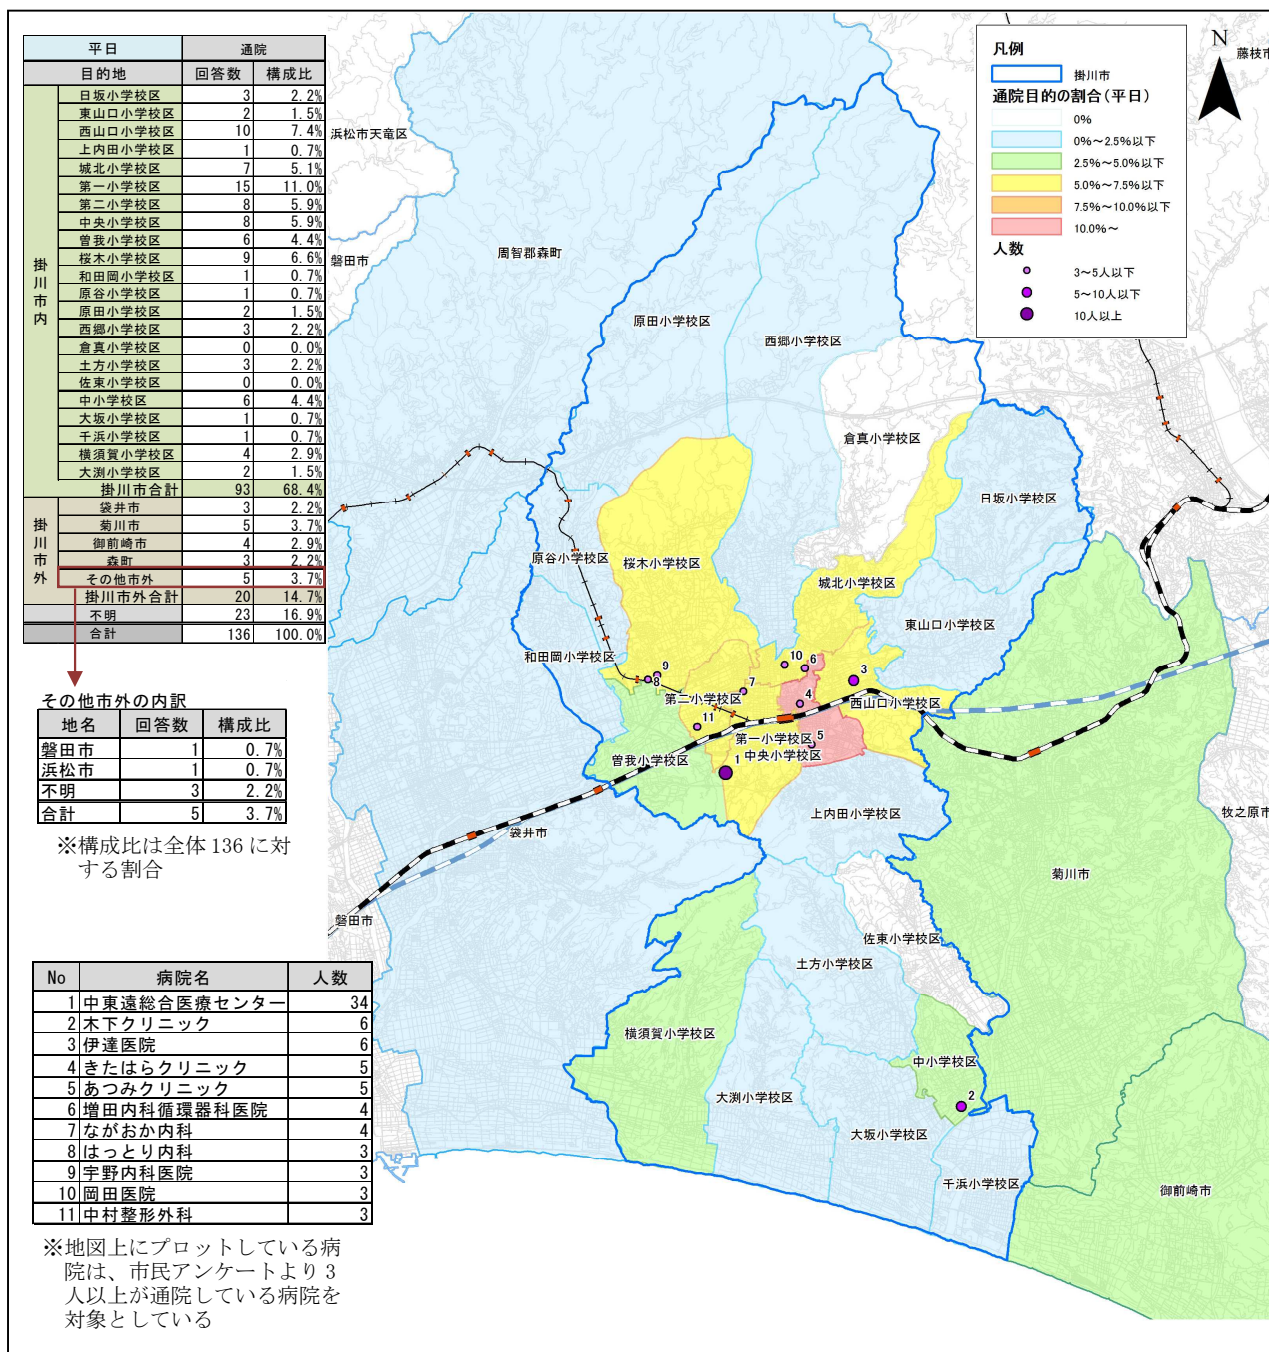 平日 通院
目的地 回答数 構成比
掛川市内
日坂小学校区 3 2.2%
東山口小学校区 2 1.5%
西山口小学校区 10 7.4%
上内田小学校区 1 0.7%
城北小学校区 7 5.1%
第一小学校区 15 11.0%
第二小学校区 8 5.9%
中央小学校区 8 5.9%
曽我小学校区 6 4.4%
桜木小学校区 9 6.6%
和田岡小学校区 1 0.7%
原谷小学校区 1 0.7%
原田小学校区 2 1.5%
西郷小学校区 3 2.2%
倉真小学校区 0 0.0%
土方小学校区 3 2.2%
佐束小学校区 0 0.0%
中小学校区 6 4.4%
大坂小学校区 1 0.7%
千浜小学校区 1 0.7%
横須賀小学校区 4 2.9%
大渕小学校区 2 1.5%
掛川市合計 93 68.4%
掛川市外
袋井市 3 2.2%
菊川市 5 3.7%
御前崎市 4 2.9%
森町 3 2.2%
その他市外 5 3.7%
掛川市外合計 20 14.7%
不明 23 16.9%
合計 136 100.0%
その他市外の内訳
地名 回答数 構成比
磐田市 1 0.7%
浜松市 1 0.7%
不明 3 2.2%
合計 5 3.7%
※構成比は全体 136 に対
する割合
No 病院名 人数
1 中東遠総合医療センター 34
2 木下クリニック 6
3 伊達医院 6
4 きたはらクリニック 5
5 あつみクリニック 5
6 増田内科循環器科医院 4
7 ながおか内科 4
8 はっとり内科 3
9 宇野内科医院 3
10 岡田医院 3
11 中村整形外科 3
※地図上にプロットしている病
院は、市民アンケートより 3
人以上が通院している病院を
対象としている
凡例
掛川市
通院目的の割合(平日)
0%
0%～2.5%以下
2.5%～5.0%以下
5.0%～7.5%以下
7.5%～10.0%以下
10.0%～
人数
3～5人以下
5～10人以下
10人以上
N
藤枝市
浜松市天竜区
周智郡森町
磐田市
原田小学校区
西郷小学校区
倉真小学校区
日坂小学校区
原谷小学校区
桜木小学校区
城北小学校区
東山口小学校区
和田岡小学校区
9
8
10
6
3
7
4
第二小学校区
西山口小学校区
11
第一小学校区
5
中央小学校区
曽我小学校区
1
上内田小学校区
牧之原市
袋井市
菊川市
磐田市
佐束小学校区
土方小学校区
横須賀小学校区
中小学校区
2
大渕小学校区
大坂小学校区
千浜小学校区
御前崎市